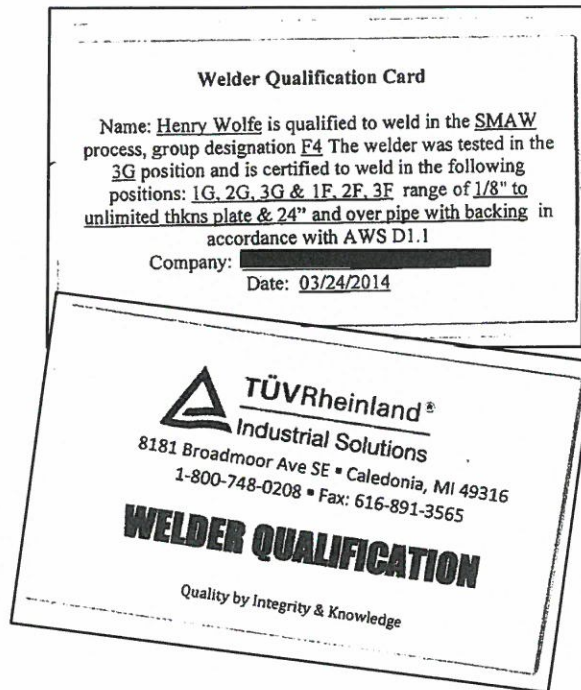 Welder Qualification Card
Name: Henry Wolfe is qualified to weld in the SMAW
process, group designation F4 The welder was tested in the
3G position and is certified to weld in the following
positions: 1G, 2G, 3G & 1F, 2F, 3F range of 1/8" to
unlimited thkns plate & 24" and over pipe with backing in
accordance with AWS D1.1
Company:
Date: 03/24/2014
TÜVRheinland®
Industrial Solutions
8181 Broadmoor Ave SE ▪ Caledonia, MI 49316
1-800-748-0208 ▪ Fax: 616-891-3565
WELDER QUALIFICATION
Quality by Integrity & Knowledge